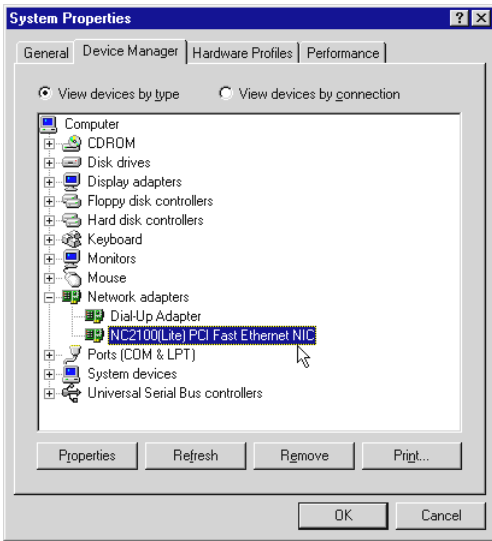 System Properties
General Device Manager Hardware Profiles Performance
View devices by type View devices by connection
Computer
CDROM
Disk drives
Display adapters
Floppy disk controllers
Hard disk controllers
Keyboard
Monitors
Mouse
Network adapters
Dial-Up Adapter
NC2100(Lite) PCI Fast Ethernet NIC
Ports (COM & LPT)
System devices
Universal Serial Bus controllers
Properties Refresh Remove Print...
OK Cancel